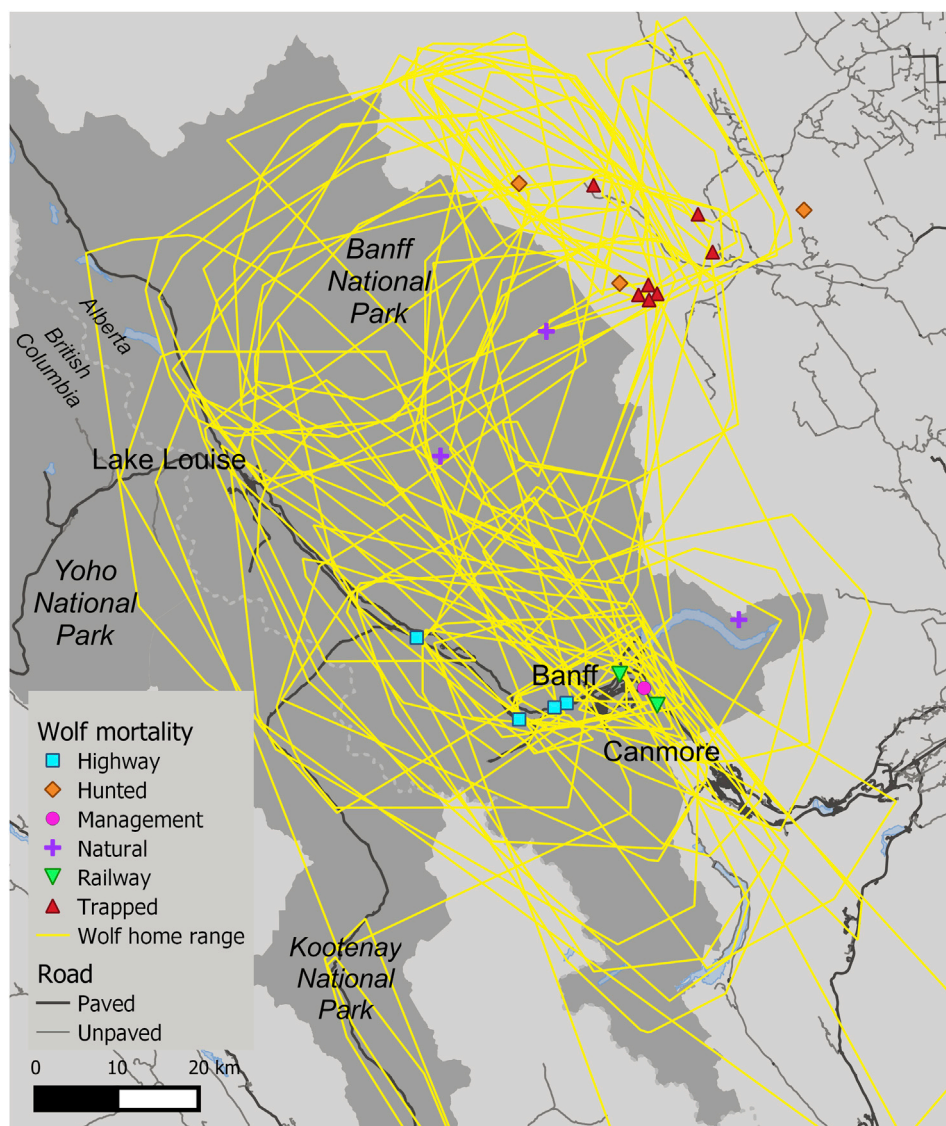 Banff
National
Park
Alberta
British
Columbia
Lake Louise
Yoho
National
Park
Banff
Canmore
Wolf mortality
Highway
Hunted
Management
Natural
Railway
Trapped
Wolf home range
Road
Paved
Unpaved
Kootenay
National
Park
0 10 20 km